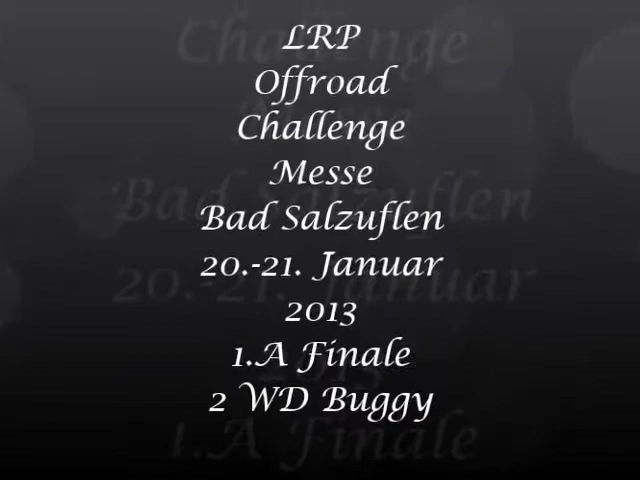 LRP
Offroad
Challenge
Messe
Bad Salzuflen
20.-21. Januar
2013
1.A Finale
2 WD Buggy